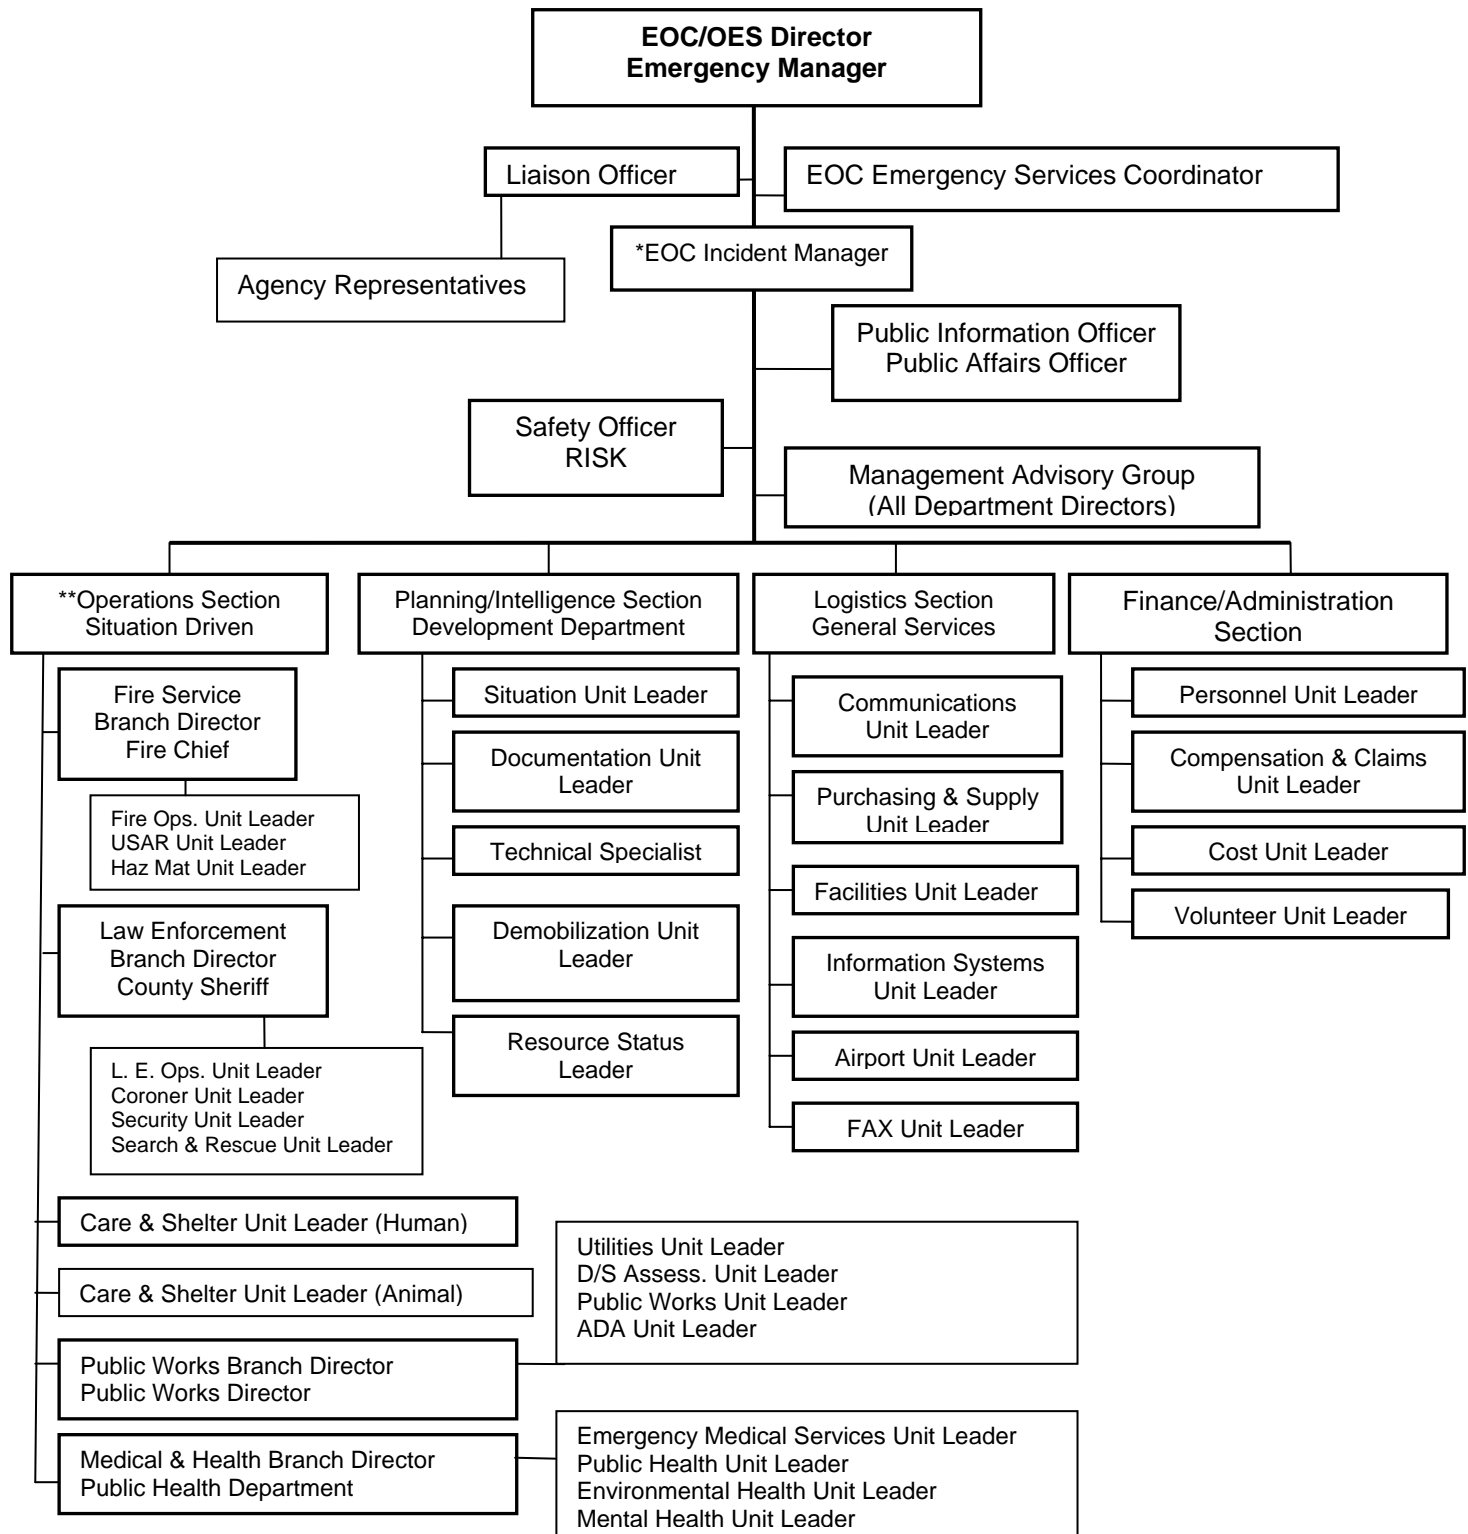 EOC/OES Director
Emergency Manager
Liaison Officer
EOC Emergency Services Coordinator
*EOC Incident Manager
Agency Representatives
Public Information Officer
Public Affairs Officer
Safety Officer
RISK
Management Advisory Group
(All Department Directors)
**Operations Section
Situation Driven
Planning/Intelligence Section
Development Department
Logistics Section
General Services
Finance/Administration
Section
Fire Service
Branch Director
Fire Chief
Fire Ops. Unit Leader
USAR Unit Leader
Haz Mat Unit Leader
Law Enforcement
Branch Director
County Sheriff
L. E. Ops. Unit Leader
Coroner Unit Leader
Security Unit Leader
Search & Rescue Unit Leader
Care & Shelter Unit Leader (Human)
Care & Shelter Unit Leader (Animal)
Public Works Branch Director
Public Works Director
Utilities Unit Leader
D/S Assess. Unit Leader
Public Works Unit Leader
ADA Unit Leader
Medical & Health Branch Director
Public Health Department
Emergency Medical Services Unit Leader
Public Health Unit Leader
Environmental Health Unit Leader
Mental Health Unit Leader
Situation Unit Leader
Documentation Unit
Leader
Technical Specialist
Demobilization Unit
Leader
Resource Status
Leader
Communications
Unit Leader
Purchasing & Supply
Unit Leader
Facilities Unit Leader
Information Systems
Unit Leader
Airport Unit Leader
FAX Unit Leader
Personnel Unit Leader
Compensation & Claims
Unit Leader
Cost Unit Leader
Volunteer Unit Leader